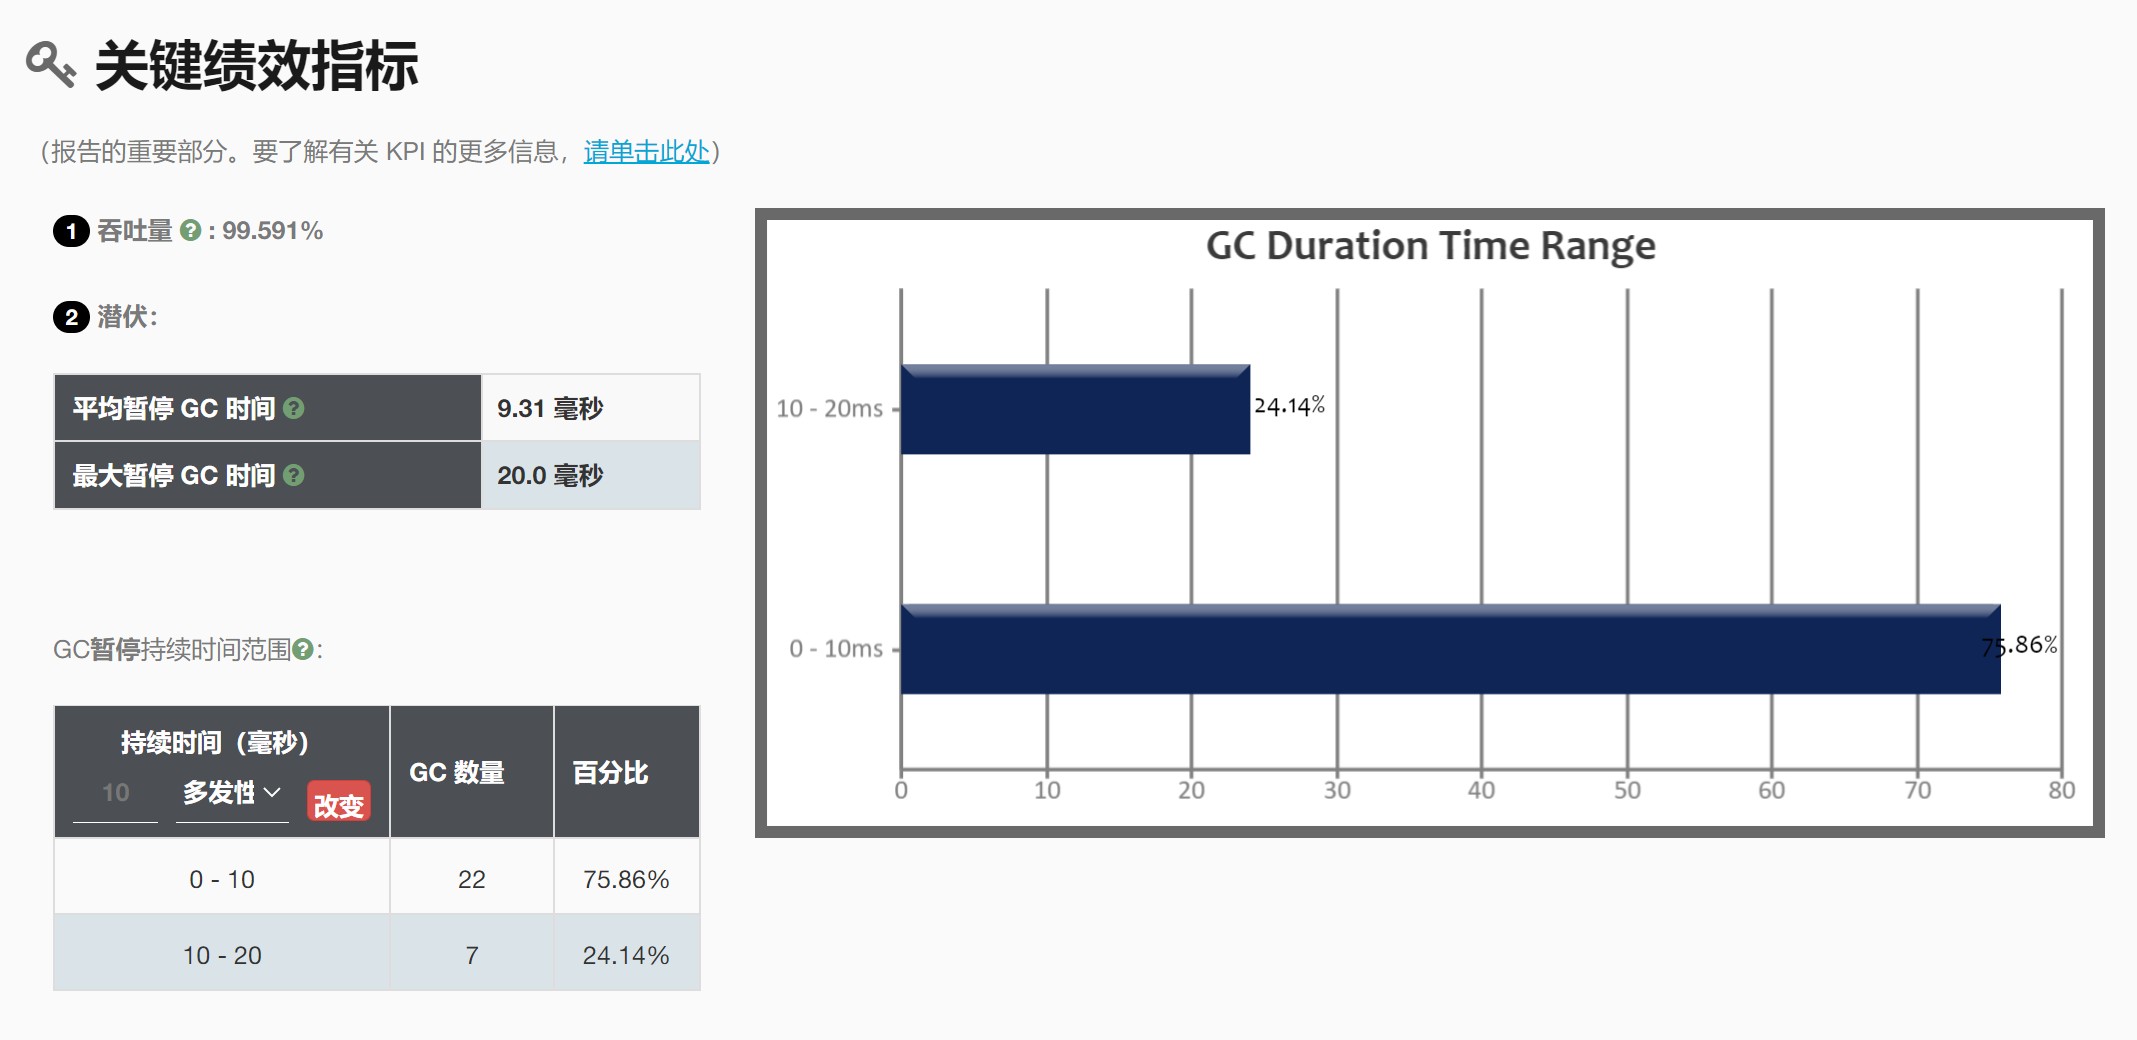 关键绩效指标
（报告的重要部分。要了解有关 KPI 的更多信息，请单击此处）
1 吞吐量 ? : 99.591%
2 潜伏：
平均暂停 GC 时间 ? 9.31 毫秒
最大暂停 GC 时间 ? 20.0 毫秒
GC暂停持续时间范围?：
持续时间（毫秒）
10 多发性 改变
GC 数量
百分比
0 - 10 22 75.86%
10 - 20 7 24.14%
GC Duration Time Range
10 - 20ms 24.14%
0 - 10ms 75.86%
0 10 20 30 40 50 60 70 80